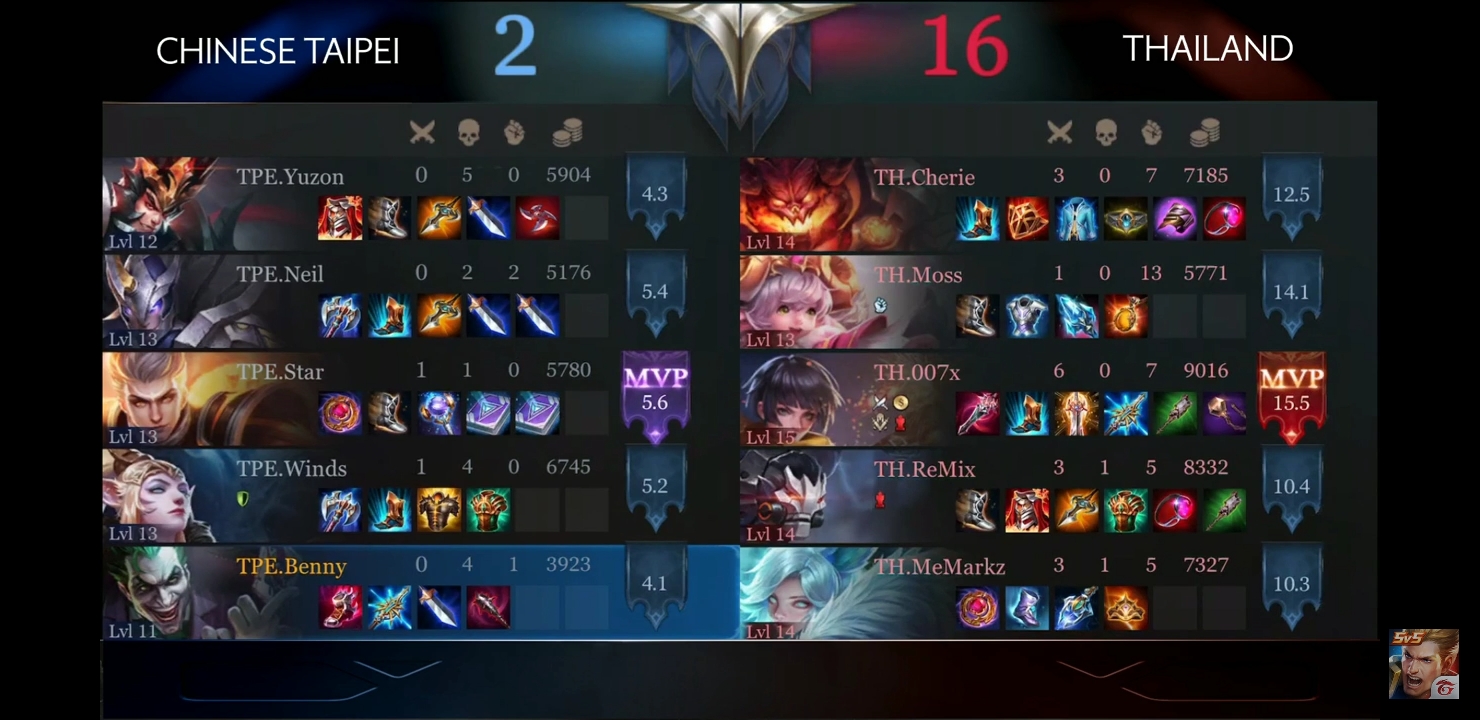 CHINESE TAIPEI 2 16 THAILAND
TPE.Yuzon 0 5 0 5904 4.3
Lvl 12
TH.Cherie 3 0 7 7185 12.5
Lvl 14
TPE.Neil 0 2 2 5176 5.4
Lvl 13
TH.Moss 1 0 13 5771 14.1
Lvl 13
TPE.Star 1 1 0 5780 MVP 5.6
Lvl 13
TH.007x 6 0 7 9016 MVP 15.5
Lvl 15
TPE.Winds 1 4 0 6745 5.2
Lvl 13
TH.ReMix 3 1 5 8332 10.4
Lvl 14
TPE.Benny 0 4 1 3923 4.1
Lvl 11
TH.MeMarkz 3 1 5 7327 10.3
Lvl 14
5v5